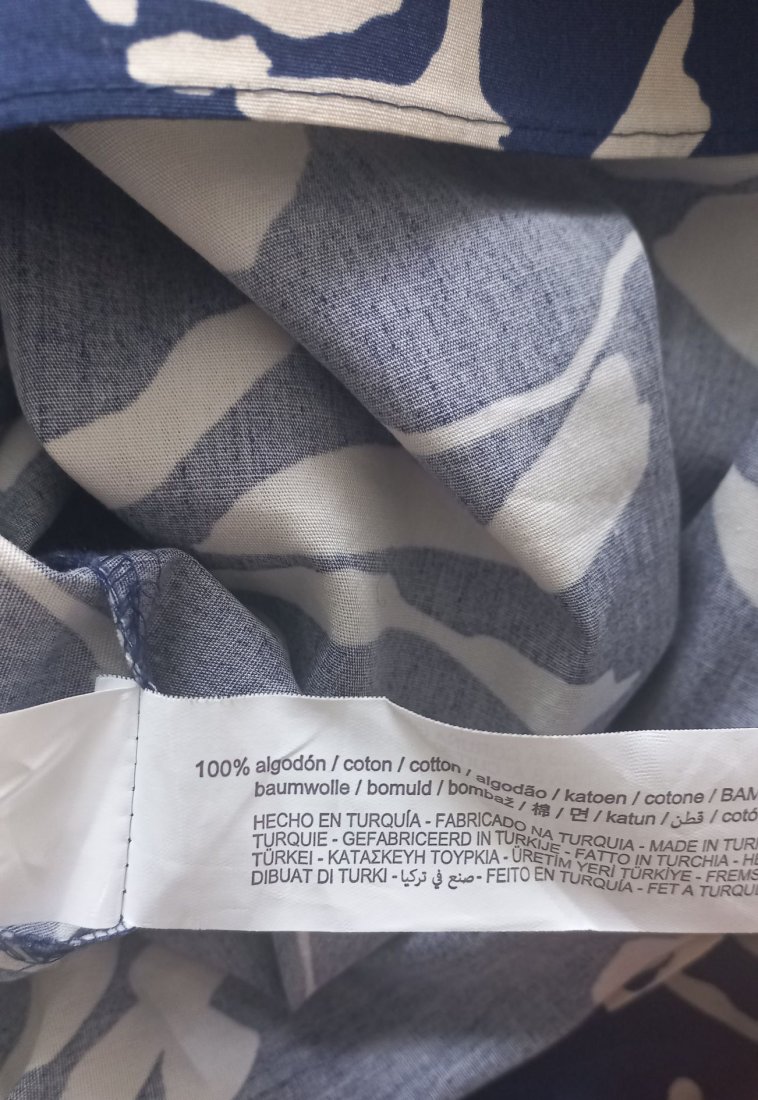 100% algodón / coton / cotton / algodão / katoen / cotone / BAM
baumwolle / bomuld / bombaž / 棉 / 면 / katun / قطن / cotó
HECHO EN TURQUÍA - FABRICADO NA TURQUIA - MADE IN TUR
TURQUIE - GEFABRICEERD IN TURKIJE - FATTO IN TURCHIA - HE
TÜRKEI - ΚΑΤΑΣΚΕΥΗ ΤΟΥΡΚΙΑ - ÜRETİM YERİ TÜRKİYE - FREMS
DIBUAT DI TURKI - صنع في تركيا - FEITO EN TURQUÍA - FET A TURQU